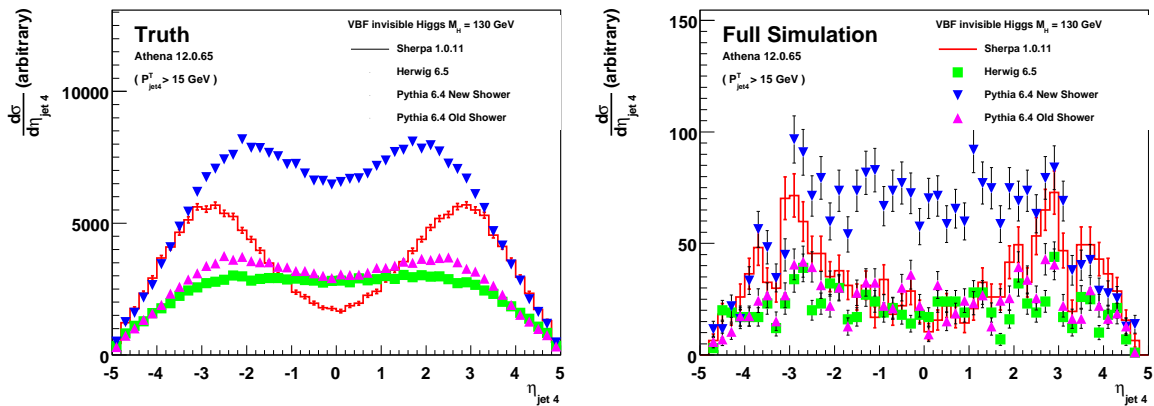 Truth
Athena 12.0.65
( P^T_jet4 > 15 GeV )
VBF invisible Higgs M_H = 130 GeV
Sherpa 1.0.11
Herwig 6.5
Pythia 6.4 New Shower
Pythia 6.4 Old Shower
dσ/dη_jet 4 (arbitrary)
10000
5000
0
-5 -4 -3 -2 -1 0 1 2 3 4 5
η_jet 4
Full Simulation
Athena 12.0.65
( P^T_jet4 > 15 GeV )
VBF invisible Higgs M_H = 130 GeV
Sherpa 1.0.11
Herwig 6.5
Pythia 6.4 New Shower
Pythia 6.4 Old Shower
dσ/dη_jet 4 (arbitrary)
150
100
50
0
-5 -4 -3 -2 -1 0 1 2 3 4 5
η_jet 4